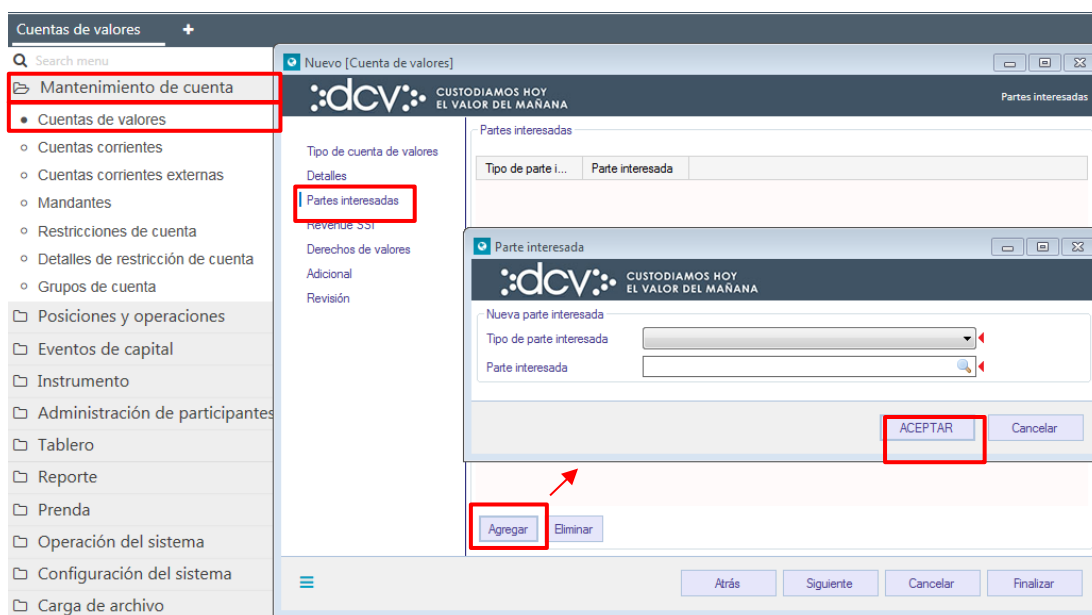 Cuentas de valores +
Search menu
Mantenimiento de cuenta
Cuentas de valores
Cuentas corrientes
Cuentas corrientes externas
Mandantes
Restricciones de cuenta
Detalles de restricción de cuenta
Grupos de cuenta
Posiciones y operaciones
Eventos de capital
Instrumento
Administración de participantes
Tablero
Reporte
Prenda
Operación del sistema
Configuración del sistema
Carga de archivo
Nuevo [Cuenta de valores]
dcv CUSTODIAMOS HOY
EL VALOR DEL MAÑANA
Partes interesadas
Tipo de cuenta de valores
Detalles
Partes interesadas
Revenue SSI
Derechos de valores
Adicional
Revisión
Partes interesadas
Tipo de parte i... Parte interesada
Parte interesada
dcv CUSTODIAMOS HOY
EL VALOR DEL MAÑANA
Nueva parte interesada
Tipo de parte interesada
Parte interesada
ACEPTAR Cancelar
Agregar Eliminar
Atrás Siguiente Cancelar Finalizar